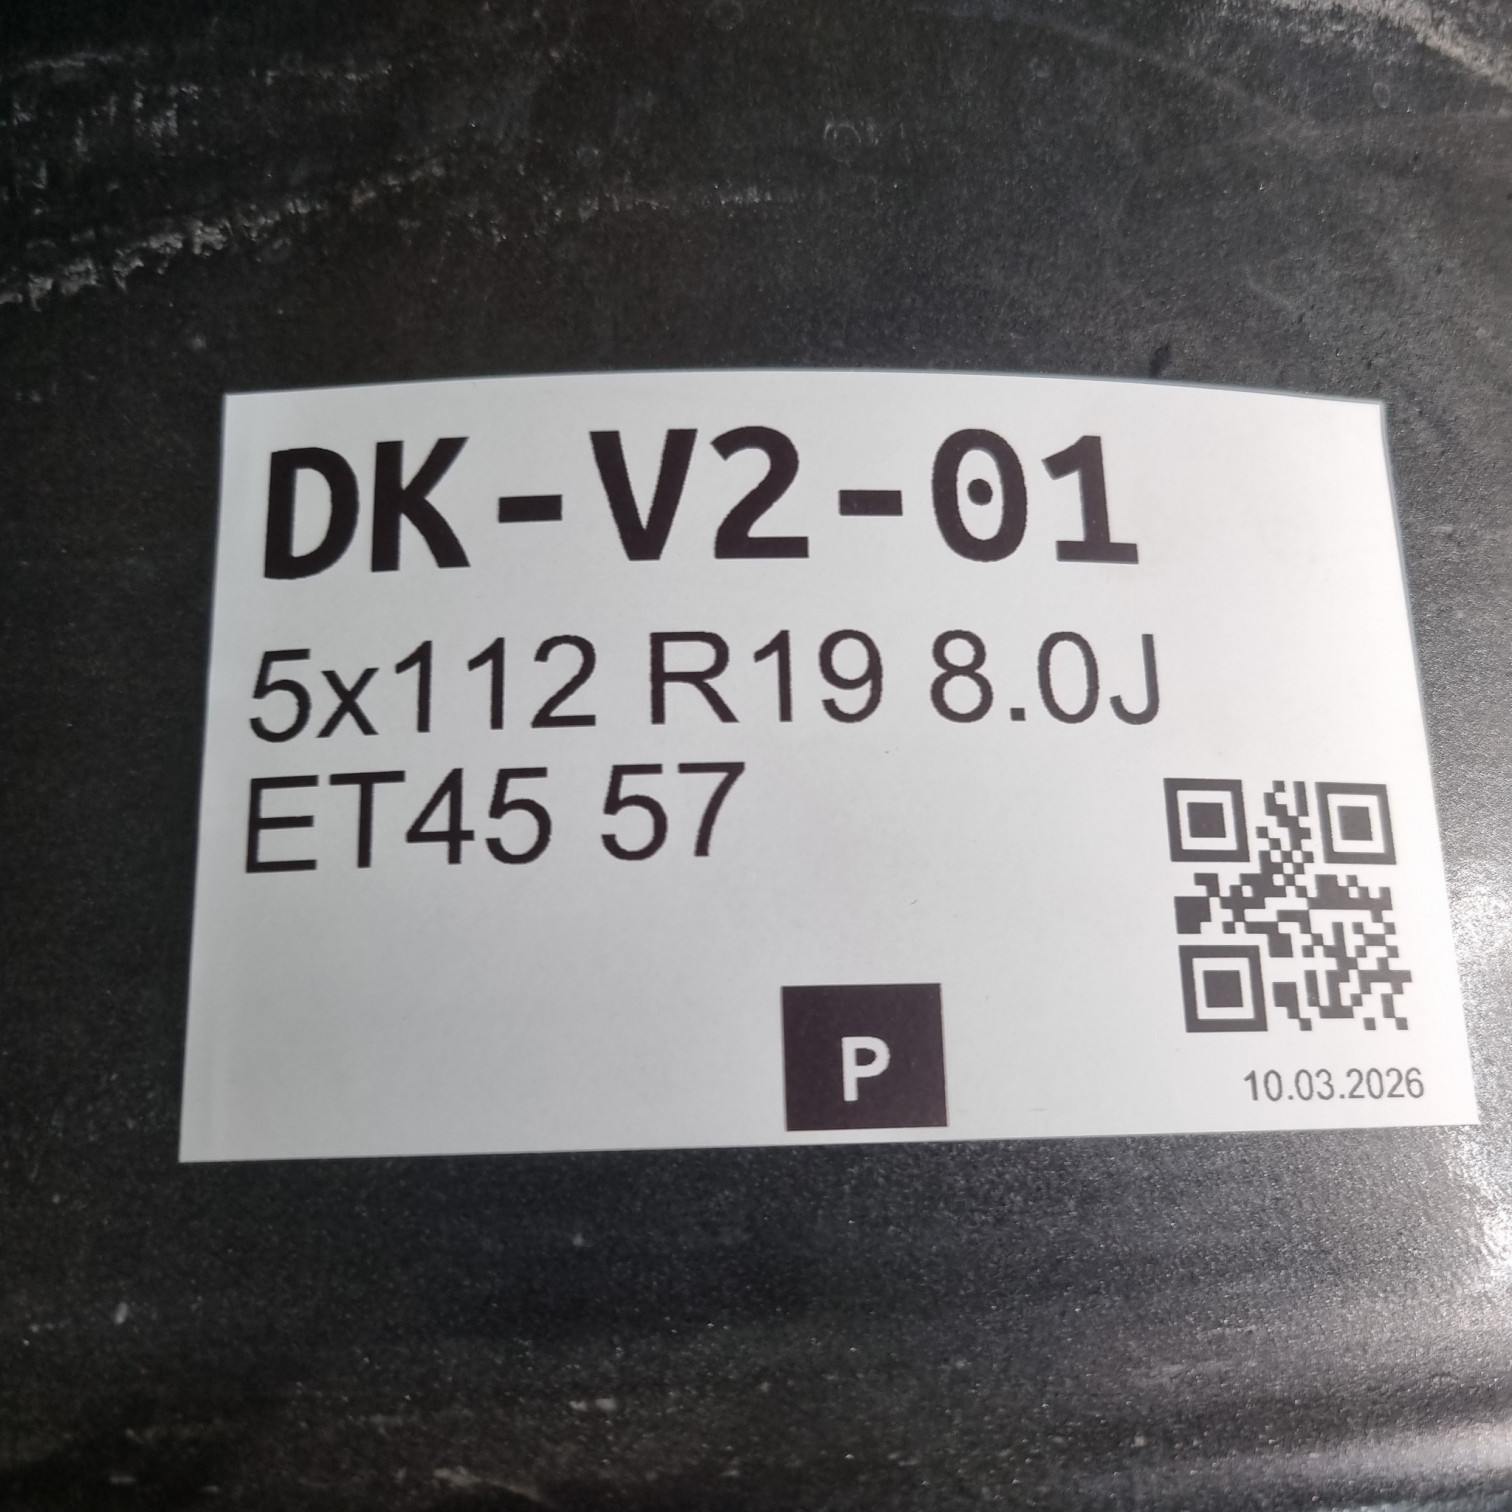 DK-V2-01
5x112 R19 8.0J
ET45 57
P
10.03.2026